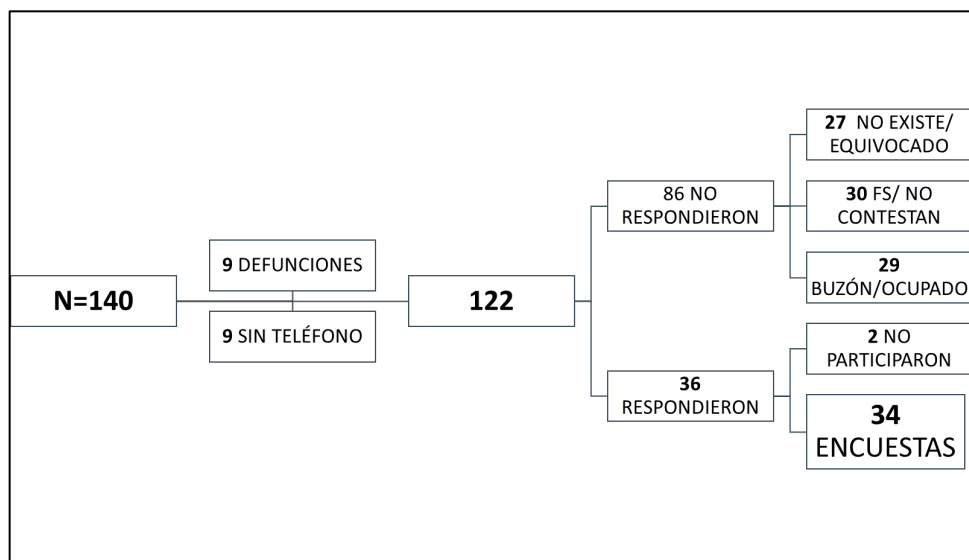 N=140
9 DEFUNCIONES
9 SIN TELÉFONO
122
86 NO
RESPONDIERON
27 NO EXISTE/
EQUIVOCADO
30 FS/ NO
CONTESTAN
29
BUZÓN/OCUPADO
36
RESPONDIERON
2 NO
PARTICIPARON
34
ENCUESTAS